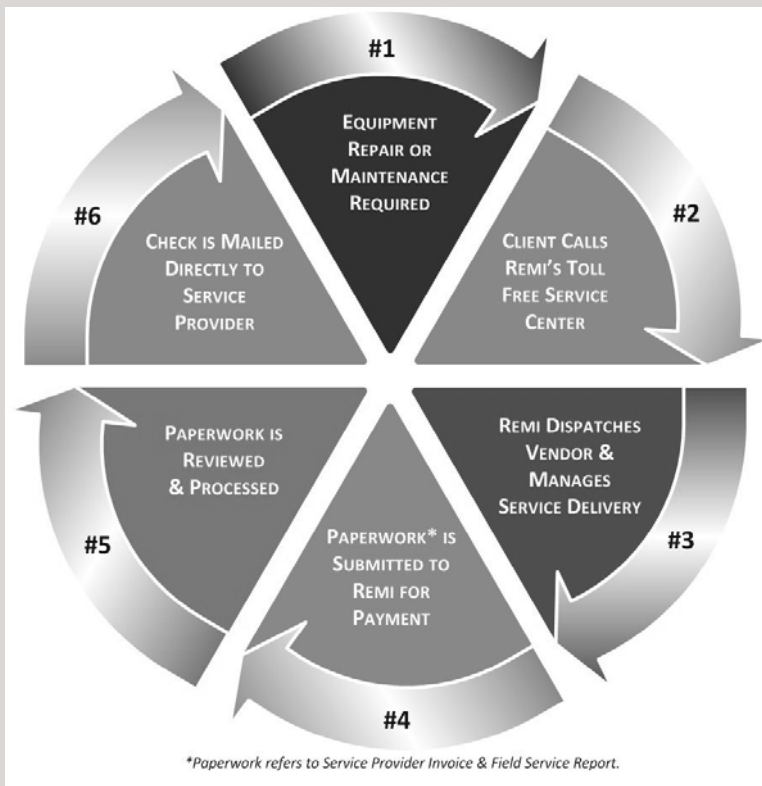 #1
EQUIPMENT
REPAIR OR
MAINTENANCE
REQUIRED
#2
CLIENT CALLS
REMI'S TOLL
FREE SERVICE
CENTER
#3
REMI DISPATCHES
VENDOR &
MANAGES
SERVICE DELIVERY
#4
PAPERWORK* IS
SUBMITTED TO
REMI FOR
PAYMENT
#5
PAPERWORK IS
REVIEWED
& PROCESSED
#6
CHECK IS MAILED
DIRECTLY TO
SERVICE
PROVIDER
*Paperwork refers to Service Provider Invoice & Field Service Report.